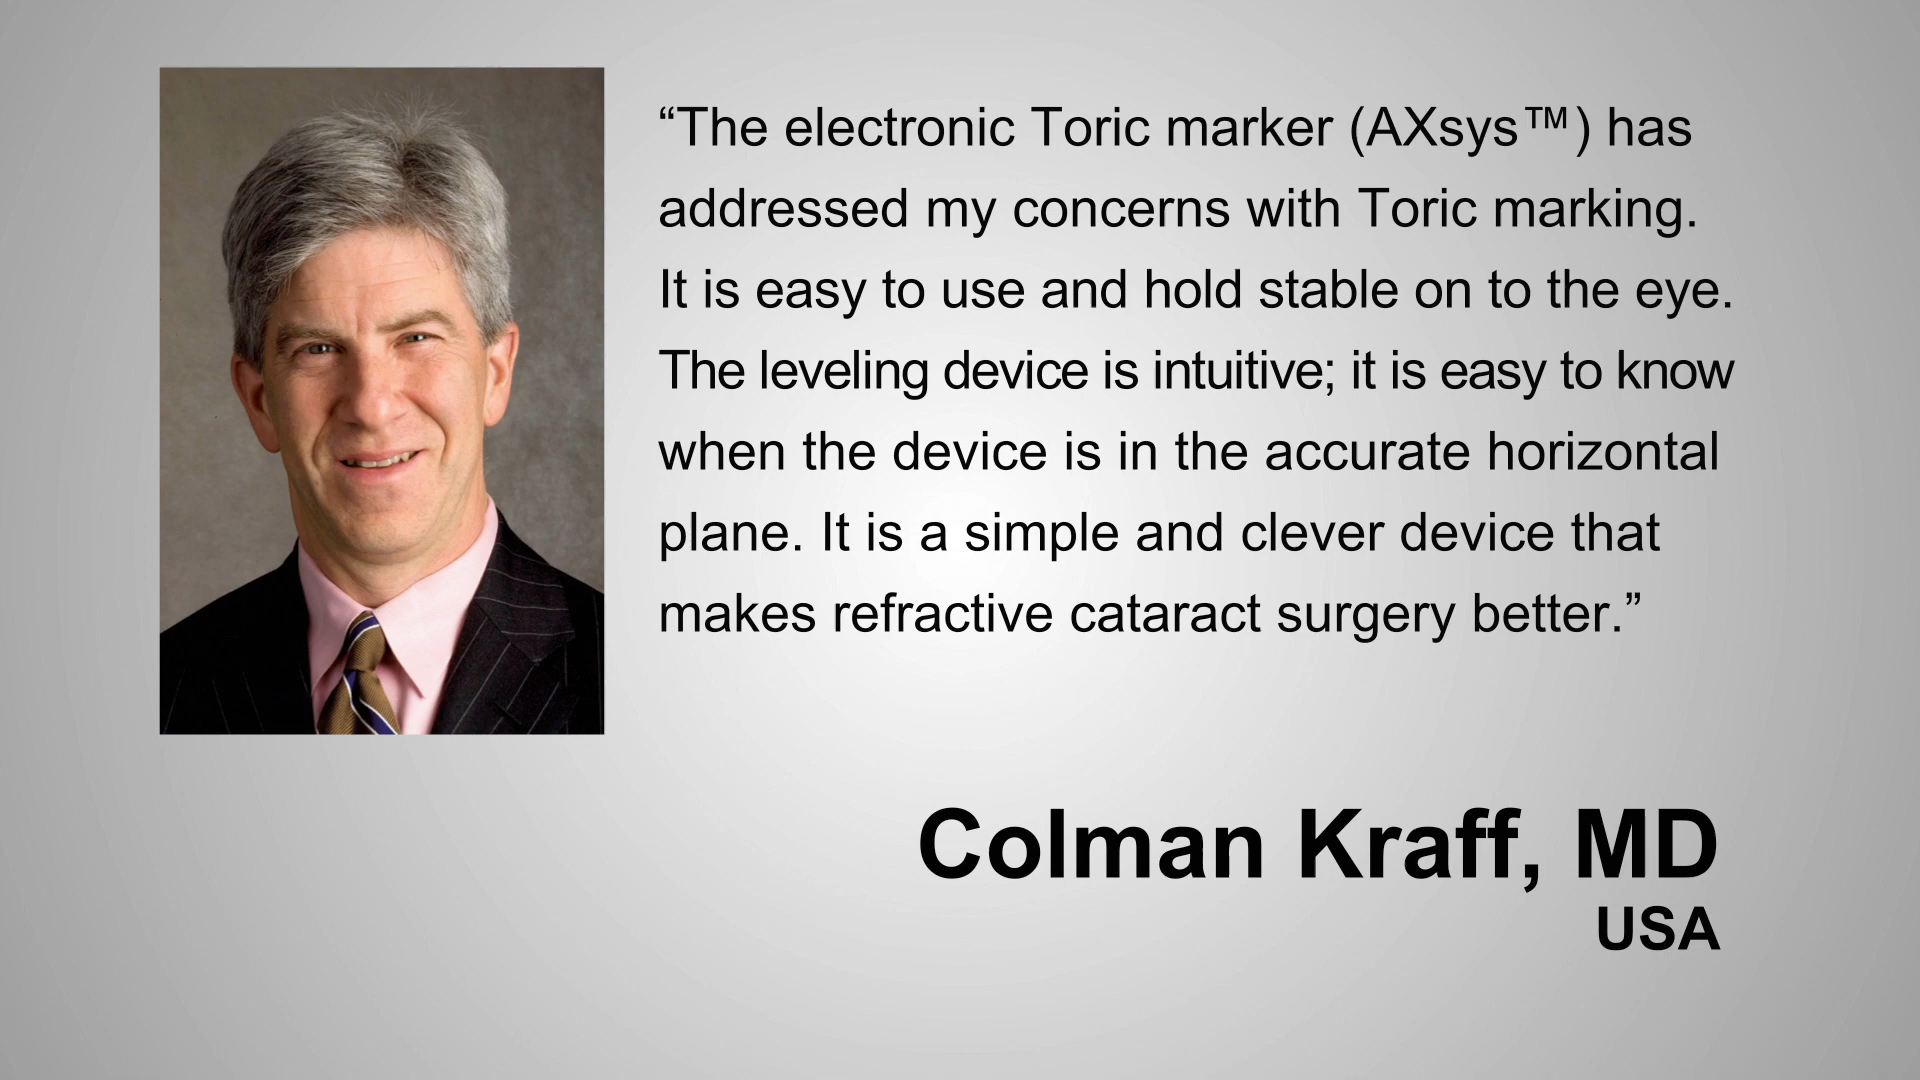 “The electronic Toric marker (AXsys™) has
addressed my concerns with Toric marking.
It is easy to use and hold stable on to the eye.
The leveling device is intuitive; it is easy to know
when the device is in the accurate horizontal
plane. It is a simple and clever device that
makes refractive cataract surgery better.”
Colman Kraff, MD
USA